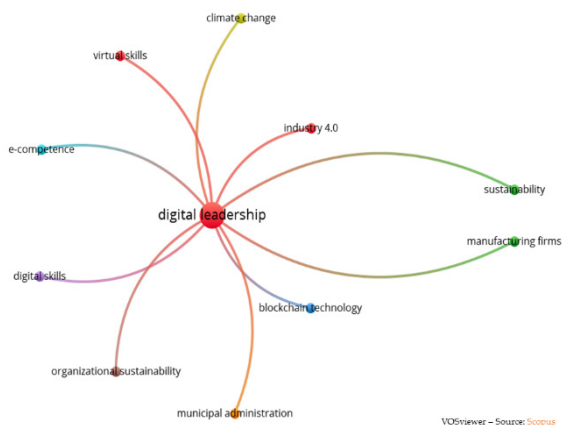 climate change
virtual skills
industry 4.0
e-competence
sustainability
digital leadership
manufacturing firms
digital skills
blockchain technology
organizational sustainability
municipal administration
VOSviewer – Source: Scopus